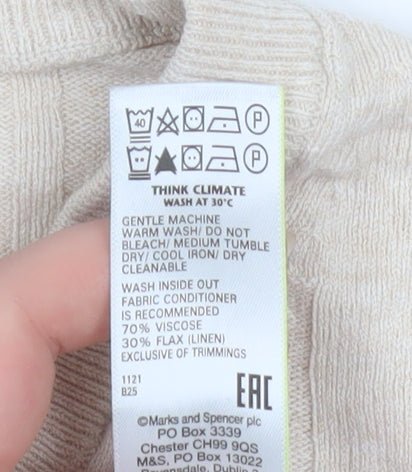 40 P
P
THINK CLIMATE
WASH AT 30°C
GENTLE MACHINE
WARM WASH/ DO NOT
BLEACH/ MEDIUM TUMBLE
DRY/ COOL IRON/ DRY
CLEANABLE
WASH INSIDE OUT
FABRIC CONDITIONER
IS RECOMMENDED
70% VISCOSE
30% FLAX (LINEN)
EXCLUSIVE OF TRIMMINGS
1121
B25
EAC
©Marks and Spencer plc
PO Box 3339
Chester CH99 9QS
M&S, PO Box 13022